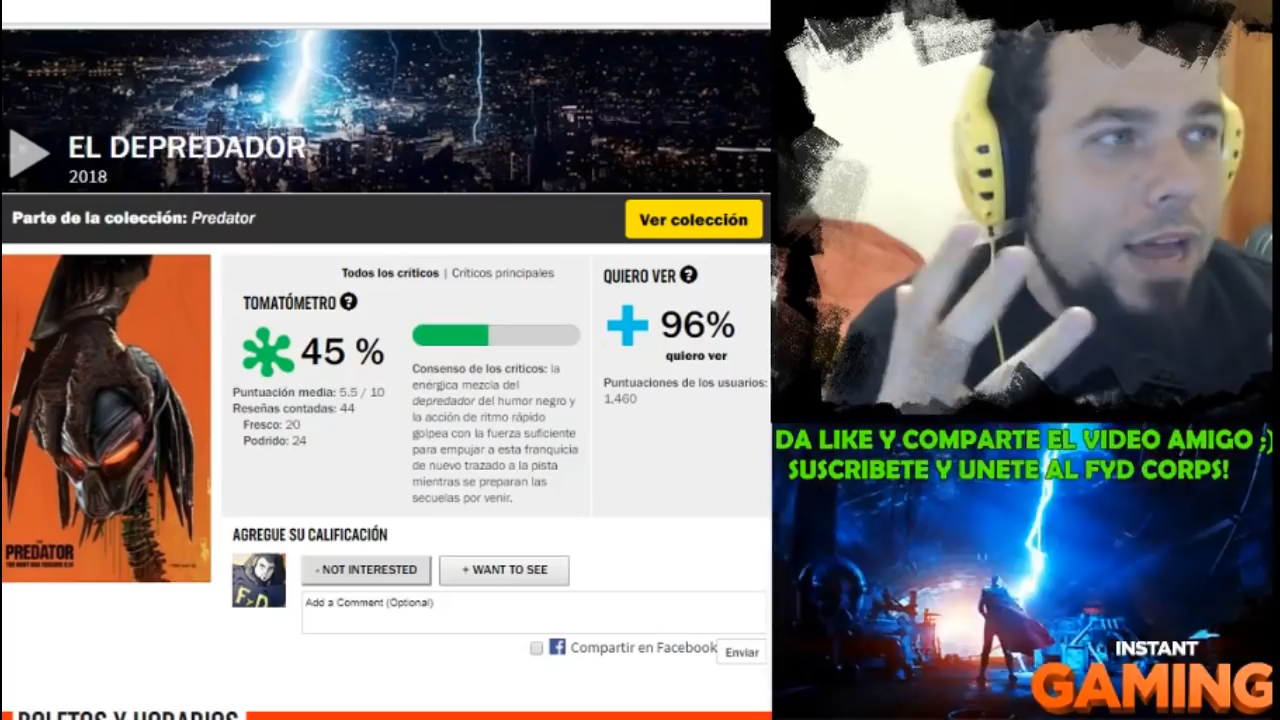 EL DEPREDADOR
2018
Parte de la colección: Predator
Ver colección
Todos los críticos | Críticos principales
TOMATÓMETRO ?
45 %
Puntuación media: 5.5 / 10
Reseñas contadas: 44
Fresco: 20
Podrido: 24
Consenso de los críticos: la
energica mezcla del
depredador del humor negro y
la acción de ritmo rápido
golpea con la fuerza suficiente
para empujar a esta franquicia
de nuevo trazado a la pista
mientras se preparan las
secuelas por venir.
QUIERO VER ?
96%
quiero ver
Puntuaciones de los usuarios:
1,460
PREDATOR
AGREGUE SU CALIFICACIÓN
- NOT INTERESTED
+ WANT TO SEE
FYD
Add a Comment (Optional)
Compartir en Facebook
Enviar
BOLETOS Y HORARIOS
DA LIKE Y COMPARTE EL VIDEO AMIGO ;)
SUSCRIBETE Y UNETE AL FYD CORPS!
INSTANT
GAMING